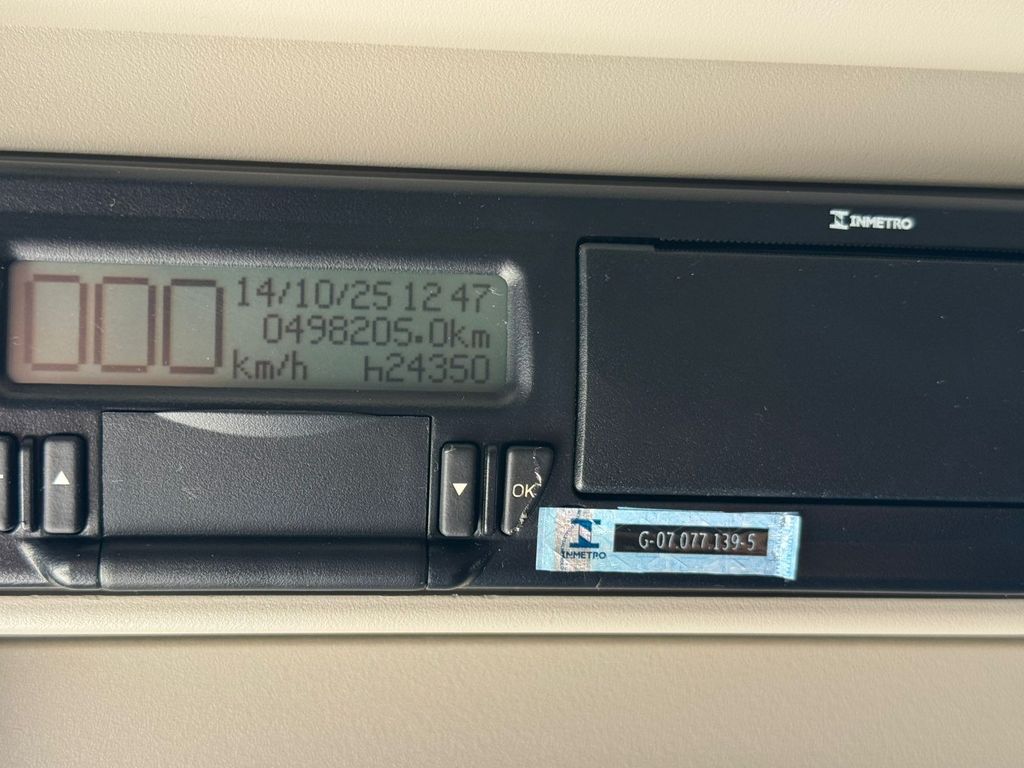 INMETRO
000 km/h
14/10/25 12 47
0498205.0km
h24350
OK
INMETRO
G-07.077.139-5